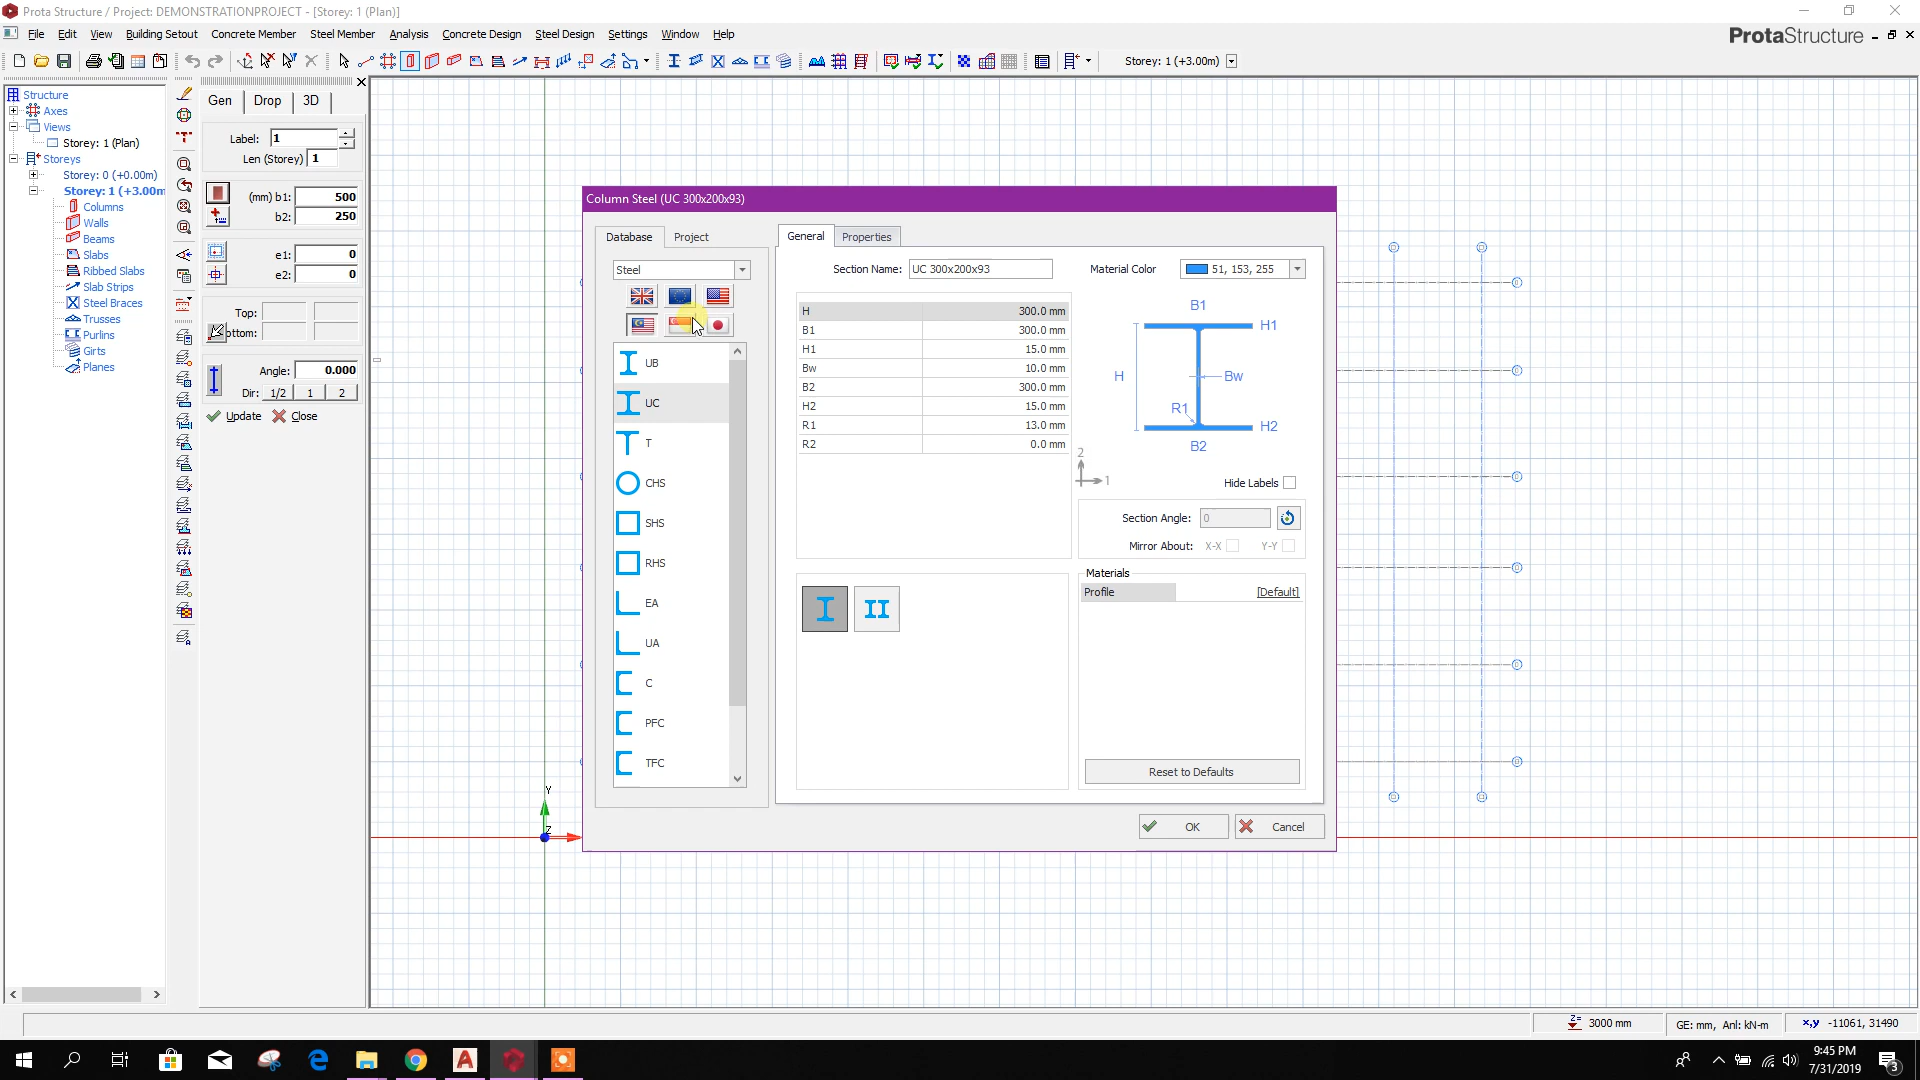 Prota Structure / Project: DEMONSTRATIONPROJECT - [Storey: 1 (Plan)]
File Edit View Building Setout Concrete Member Steel Member Analysis Concrete Design Steel Design Settings Window Help
ProtaStructure
Storey: 1 (+3.00m)
Structure
Axes
Views
Storey: 1 (Plan)
Storeys
Storey: 0 (+0.00m)
Storey: 1 (+3.00m
Columns
Walls
Beams
Slabs
Ribbed Slabs
Slab Strips
Steel Braces
Trusses
Purlins
Girts
Planes
Gen Drop 3D
Label: 1
Len (Storey) 1
(mm) b1: 500
b2: 250
e1: 0
e2: 0
Top:
ottom:
Angle: 0.000
Dir: 1/2 1 2
Update Close
Column Steel (UC 300x200x93)
Database Project
Steel
UB
UC
T
CHS
SHS
RHS
EA
UA
C
PFC
TFC
General Properties
Section Name: UC 300x200x93
Material Color 51, 153, 255
H 300.0 mm
B1 300.0 mm
H1 15.0 mm
Bw 10.0 mm
B2 300.0 mm
H2 15.0 mm
R1 13.0 mm
R2 0.0 mm
B1
H1
H
Bw
R1
H2
B2
2
1
Hide Labels
Section Angle: 0
Mirror About: X-X Y-Y
Materials
Profile [Default]
Reset to Defaults
OK Cancel
Y
Z
Z= 3000 mm
GE: mm, Anl: kN-m
x,y -11061, 31490
9:45 PM
7/31/2019
3